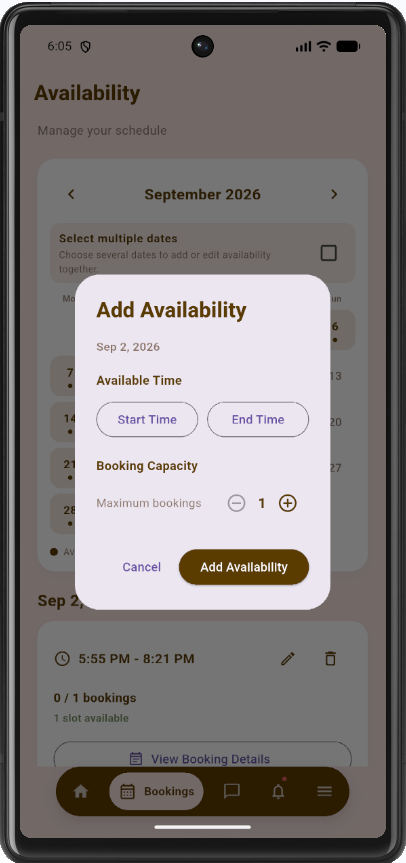 6:05
Availability
Manage your schedule
September 2026
Select multiple dates
Choose several dates to add or edit availability
together.
Mo
un
6
7
13
14
20
21
27
28
Av
Add Availability
Sep 2, 2026
Available Time
Start Time End Time
Booking Capacity
Maximum bookings 1
Cancel Add Availability
Sep 2,
5:55 PM - 8:21 PM
0 / 1 bookings
1 slot available
View Booking Details
Bookings